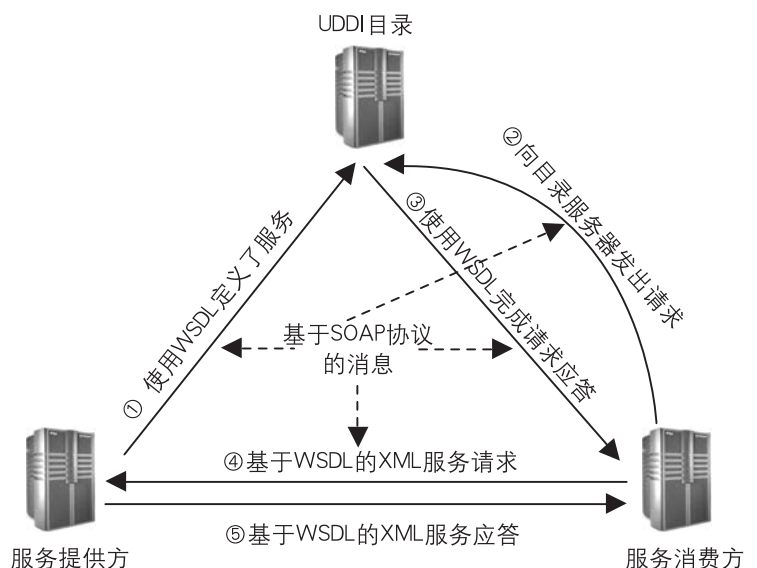 UDDI目录
②向目录服务器发出请求
③使用WSDL完成请求应答
① 使用WSDL定义了服务
基于SOAP协议
的消息
④基于WSDL的XML服务请求
⑤基于WSDL的XML服务应答
服务提供方
服务消费方